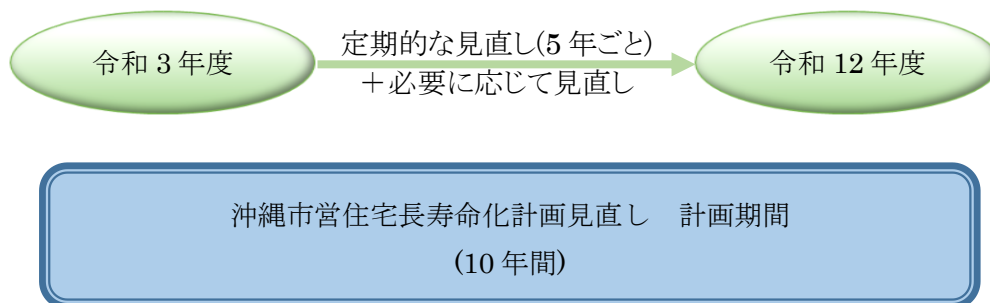 令和 3 年度
定期的な見直し(5 年ごと)
＋必要に応じて見直し
令和 12 年度
沖縄市営住宅長寿命化計画見直し　計画期間
(10 年間)